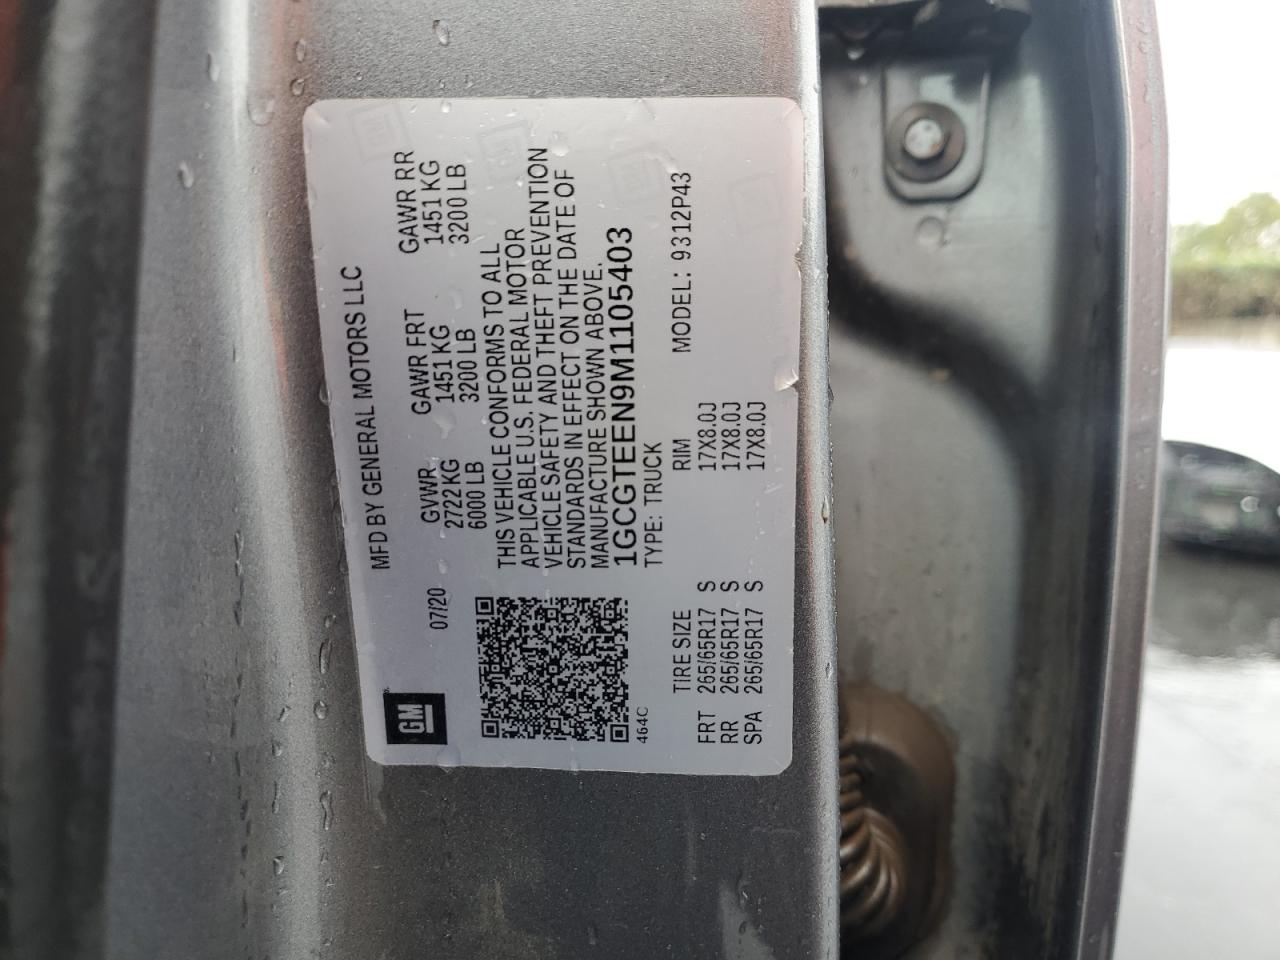 MFD BY GENERAL MOTORS LLC
07/20 GVWR GAWR FRT GAWR RR
2722 KG 1451 KG 1451 KG
6000 LB 3200 LB 3200 LB
THIS VEHICLE CONFORMS TO ALL
APPLICABLE U.S. FEDERAL MOTOR
VEHICLE SAFETY AND THEFT PREVENTION
STANDARDS IN EFFECT ON THE DATE OF
MANUFACTURE SHOWN ABOVE.
1GCGTEEN9M1105403
TYPE: TRUCK
GM
464C
TIRE SIZE RIM MODEL: 9312P43
FRT 265/65R17 S 17X8.0J
RR 265/65R17 S 17X8.0J
SPA 265/65R17 S 17X8.0J